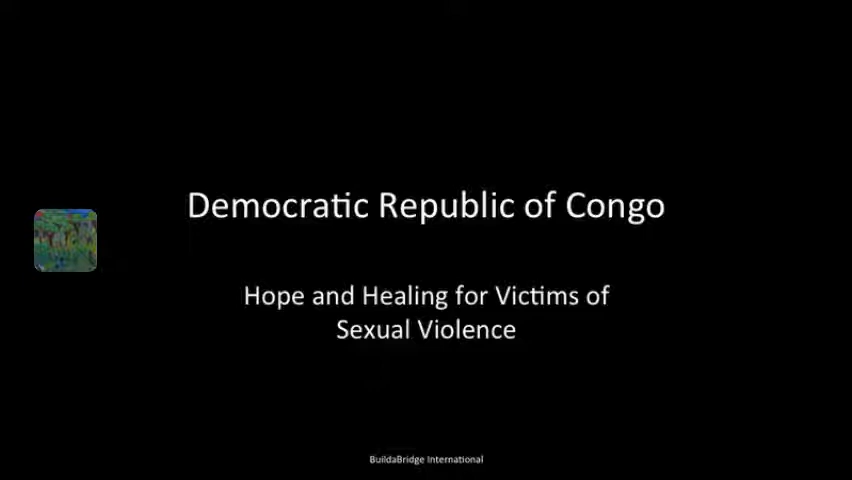 Democratic Republic of Congo
Hope and Healing for Victims of
Sexual Violence
BuildaBridge International